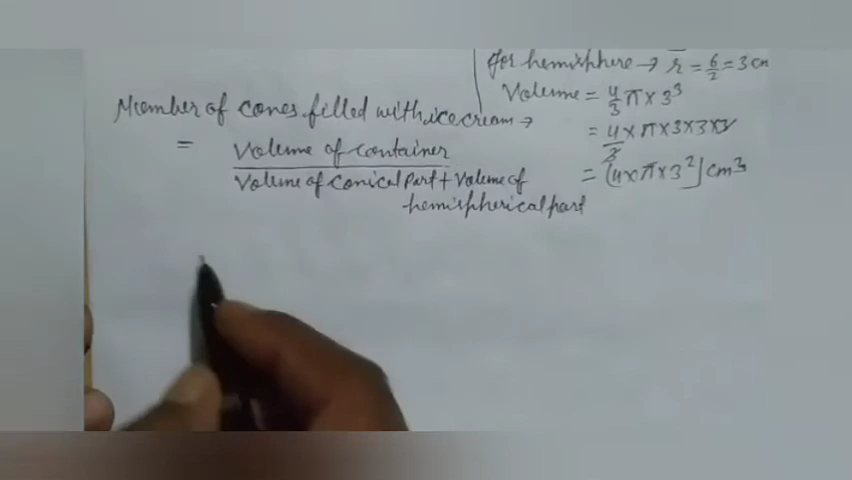 for hemisphere → r = 6/2 = 3 cm
Volume = 4/3 π × 3³
= 4/3 × π × 3 × 3 × 3
= (4 × π × 3²) cm³
Number of cones filled with ice cream →
= Volume of container / Volume of conical part + Volume of
hemispherical part